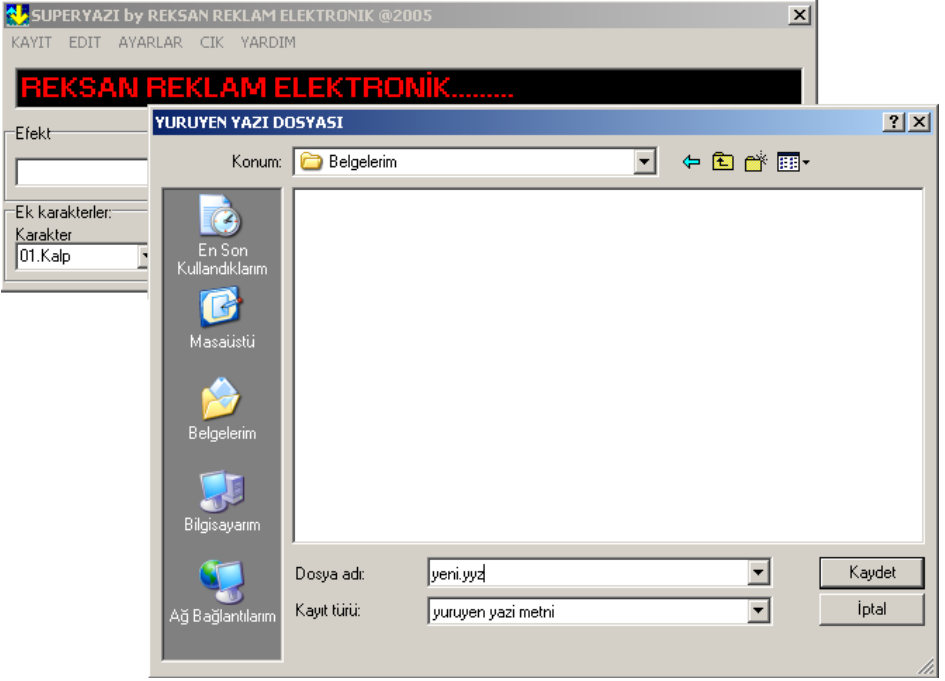 SUPERYAZI by REKSAN REKLAM ELEKTRONIK @2005
KAYIT EDIT AYARLAR CIK YARDIM
REKSAN REKLAM ELEKTRONİK.........
Efekt
Ek karakterler:
Karakter
01.Kalp
YURUYEN YAZI DOSYASI
Konum: Belgelerim
En Son
Kullandıklarım
Masaüstü
Belgelerim
Bilgisayarım
Ağ Bağlantılarım
Dosya adı: yeni.yyz Kaydet
Kayıt türü: yuruyen yazi metni İptal